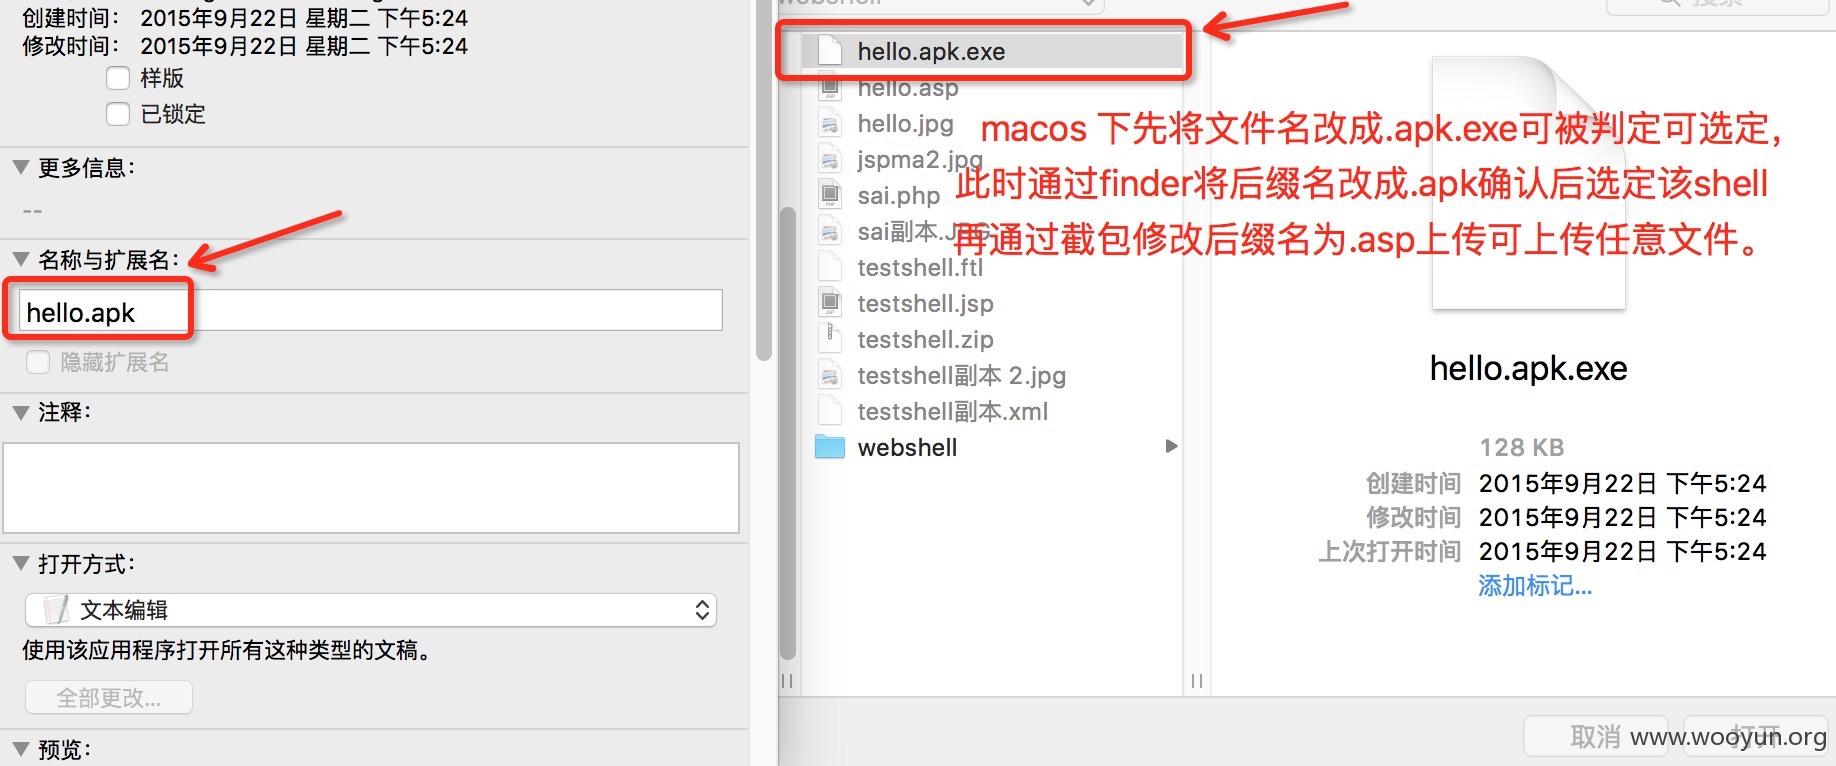 创建时间： 2015年9月22日 星期二 下午5:24
修改时间： 2015年9月22日 星期二 下午5:24
样版
已锁定
更多信息：
--
名称与扩展名：
hello.apk
隐藏扩展名
注释：
打开方式：
文本编辑
使用该应用程序打开所有这种类型的文稿。
全部更改...
预览：
webshell
搜索
hello.apk.exe
hello.asp
hello.jpg
jspma2.jpg
sai.php
sai副本.JPG
testshell.ftl
testshell.jsp
testshell.zip
testshell副本 2.jpg
testshell副本.xml
webshell
macos 下先将文件名改成.apk.exe可被判定可选定，
此时通过finder将后缀名改成.apk确认后选定该shell
再通过截包修改后缀名为.asp上传可上传任意文件。
hello.apk.exe
128 KB
创建时间 2015年9月22日 下午5:24
修改时间 2015年9月22日 下午5:24
上次打开时间 2015年9月22日 下午5:24
添加标记...
取消
打开
www.wooyun.org